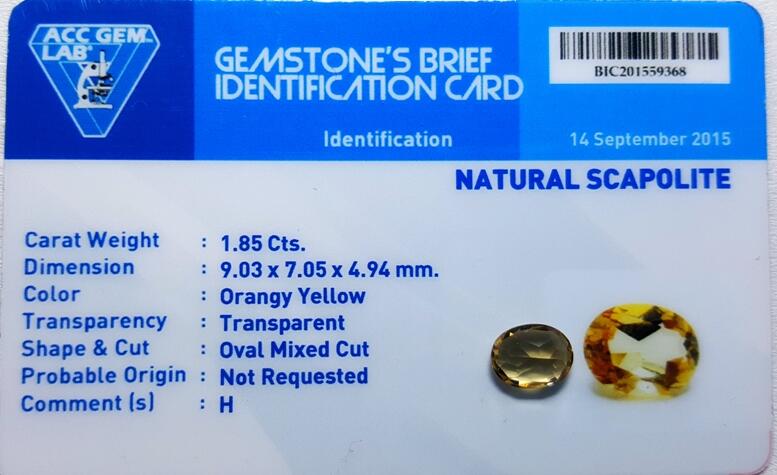 ACC GEM™
LAB®
GEMSTONE'S BRIEF
IDENTIFICATION CARD
BIC201559368
Identification
14 September 2015
NATURAL SCAPOLITE
Carat Weight : 1.85 Cts.
Dimension : 9.03 x 7.05 x 4.94 mm.
Color : Orangy Yellow
Transparency : Transparent
Shape & Cut : Oval Mixed Cut
Probable Origin : Not Requested
Comment (s) : H